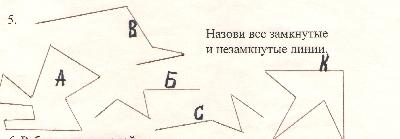 5.
Назови все замкнутые
и незамкнутые линии.
В
К
А
Б
С